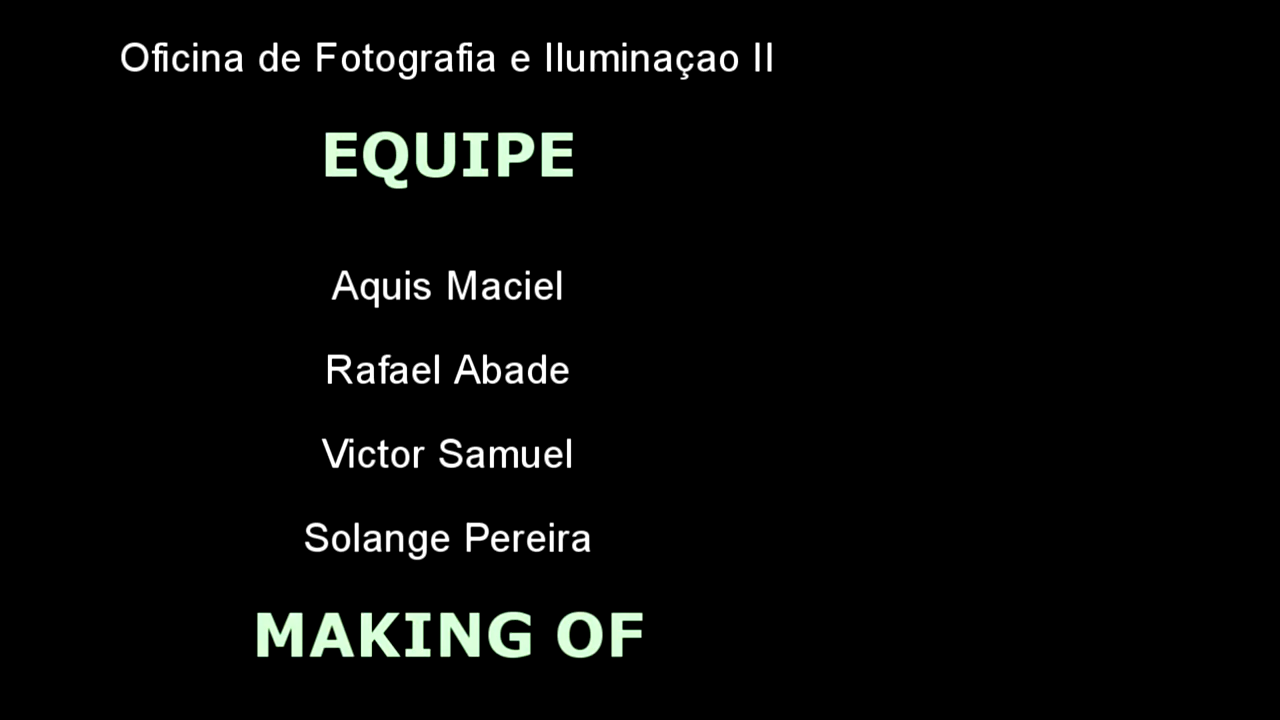 Oficina de Fotografia e Iluminaçao II
EQUIPE
Aquis Maciel
Rafael Abade
Victor Samuel
Solange Pereira
MAKING OF